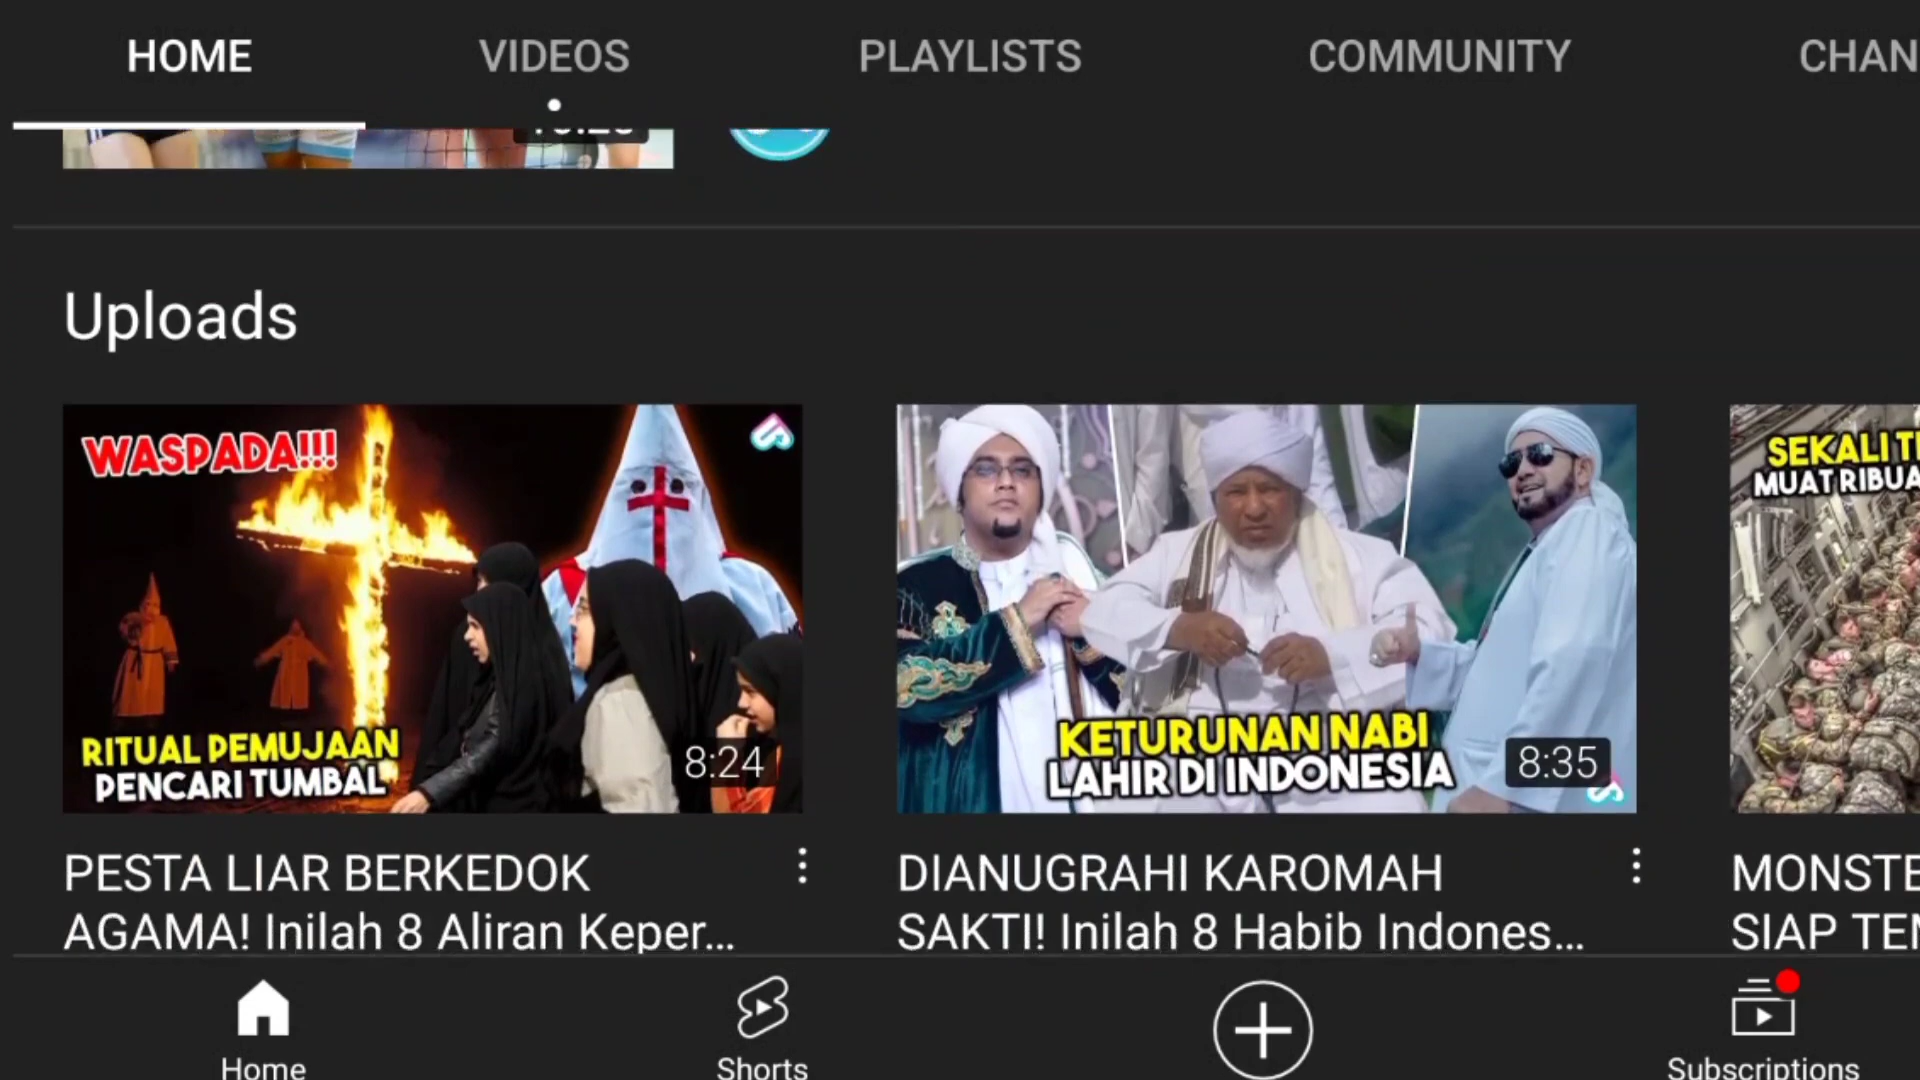 HOME VIDEOS PLAYLISTS COMMUNITY CHAN
Uploads
WASPADA!!!
RITUAL PEMUJAAN
PENCARI TUMBAL
8:24
KETURUNAN NABI
LAHIR DI INDONESIA
8:35
SEKALI
MUAT RIBUA
PESTA LIAR BERKEDOK
AGAMA! Inilah 8 Aliran Keper...
DIANUGRAHI KAROMAH
SAKTI! Inilah 8 Habib Indones...
MONSTE
SIAP TE
Home
Shorts
Subscriptions